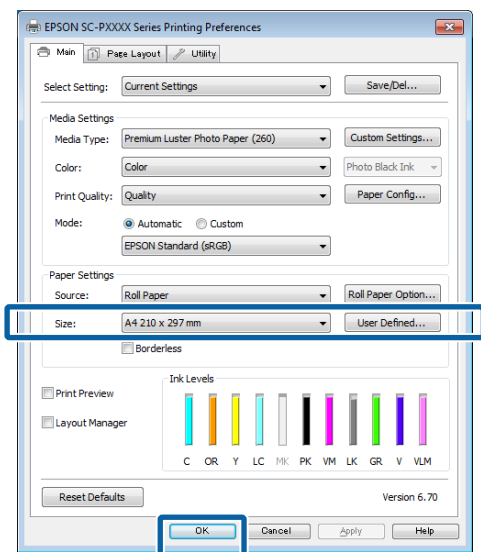 EPSON SC-PXXXX Series Printing Preferences
Main Page Layout Utility
Select Setting: Current Settings Save/Del...
Media Settings
Media Type: Premium Luster Photo Paper (260) Custom Settings...
Color: Color Photo Black Ink
Print Quality: Quality Paper Config...
Mode: Automatic Custom
EPSON Standard (sRGB)
Paper Settings
Source: Roll Paper Roll Paper Option...
Size: A4 210 x 297 mm User Defined...
Borderless
Ink Levels
Print Preview
Layout Manager
C OR Y LC MK PK VM LK GR V VLM
Reset Defaults Version 6.70
OK Cancel Apply Help